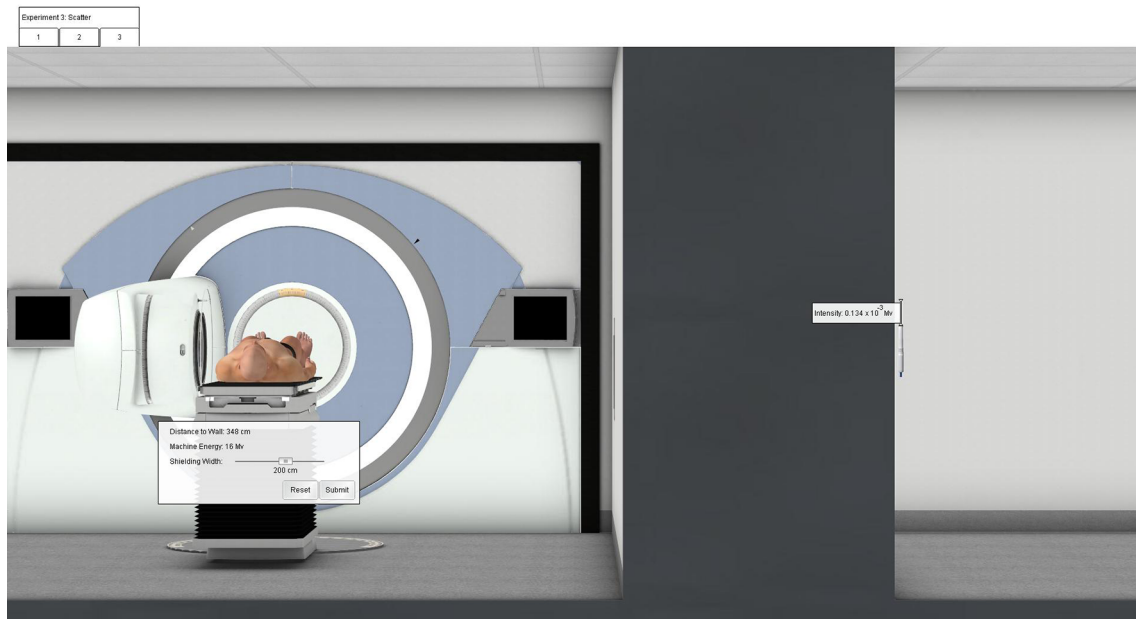 Experiment 3: Scatter
1 2 3
Intensity: 0.134 x 10^-3 Mv
Distance to Wall: 348 cm
Machine Energy: 16 Mv
Shielding Width:
200 cm
Reset Submit